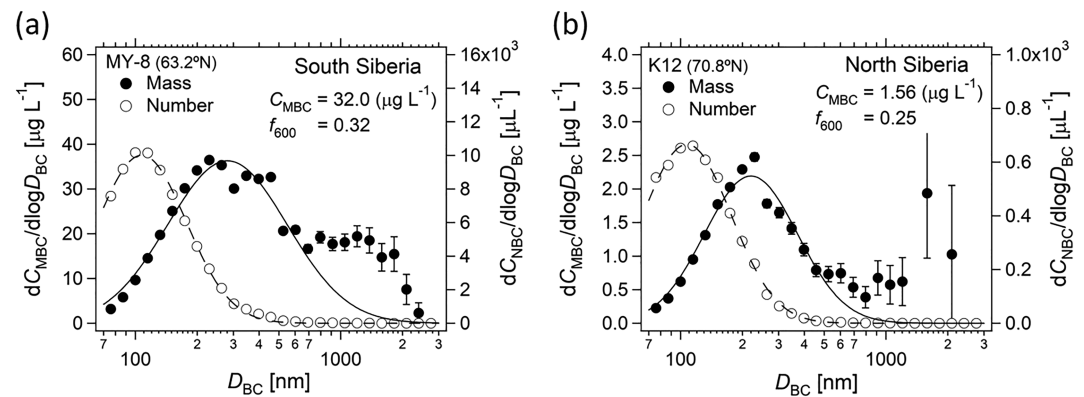 (a)
MY-8 (63.2ºN)
Mass
Number
South Siberia
C_MBC = 32.0 (μg L⁻¹)
f_600 = 0.32
dC_MBC/dlogD_BC [μg L⁻¹]
60
50
40
30
20
10
0
16x10³
14
12
10
8
6
4
2
0
dC_NBC/dlogD_BC [μL⁻¹]
7 100 2 3 4 5 6 7 1000 2 3
D_BC [nm]
(b)
K12 (70.8ºN)
Mass
Number
North Siberia
C_MBC = 1.56 (μg L⁻¹)
f_600 = 0.25
dC_MBC/dlogD_BC [μg L⁻¹]
4.0
3.5
3.0
2.5
2.0
1.5
1.0
0.5
0.0
1.0x10³
0.8
0.6
0.4
0.2
0.0
dC_NBC/dlogD_BC [μL⁻¹]
7 100 2 3 4 5 6 7 1000 2 3
D_BC [nm]